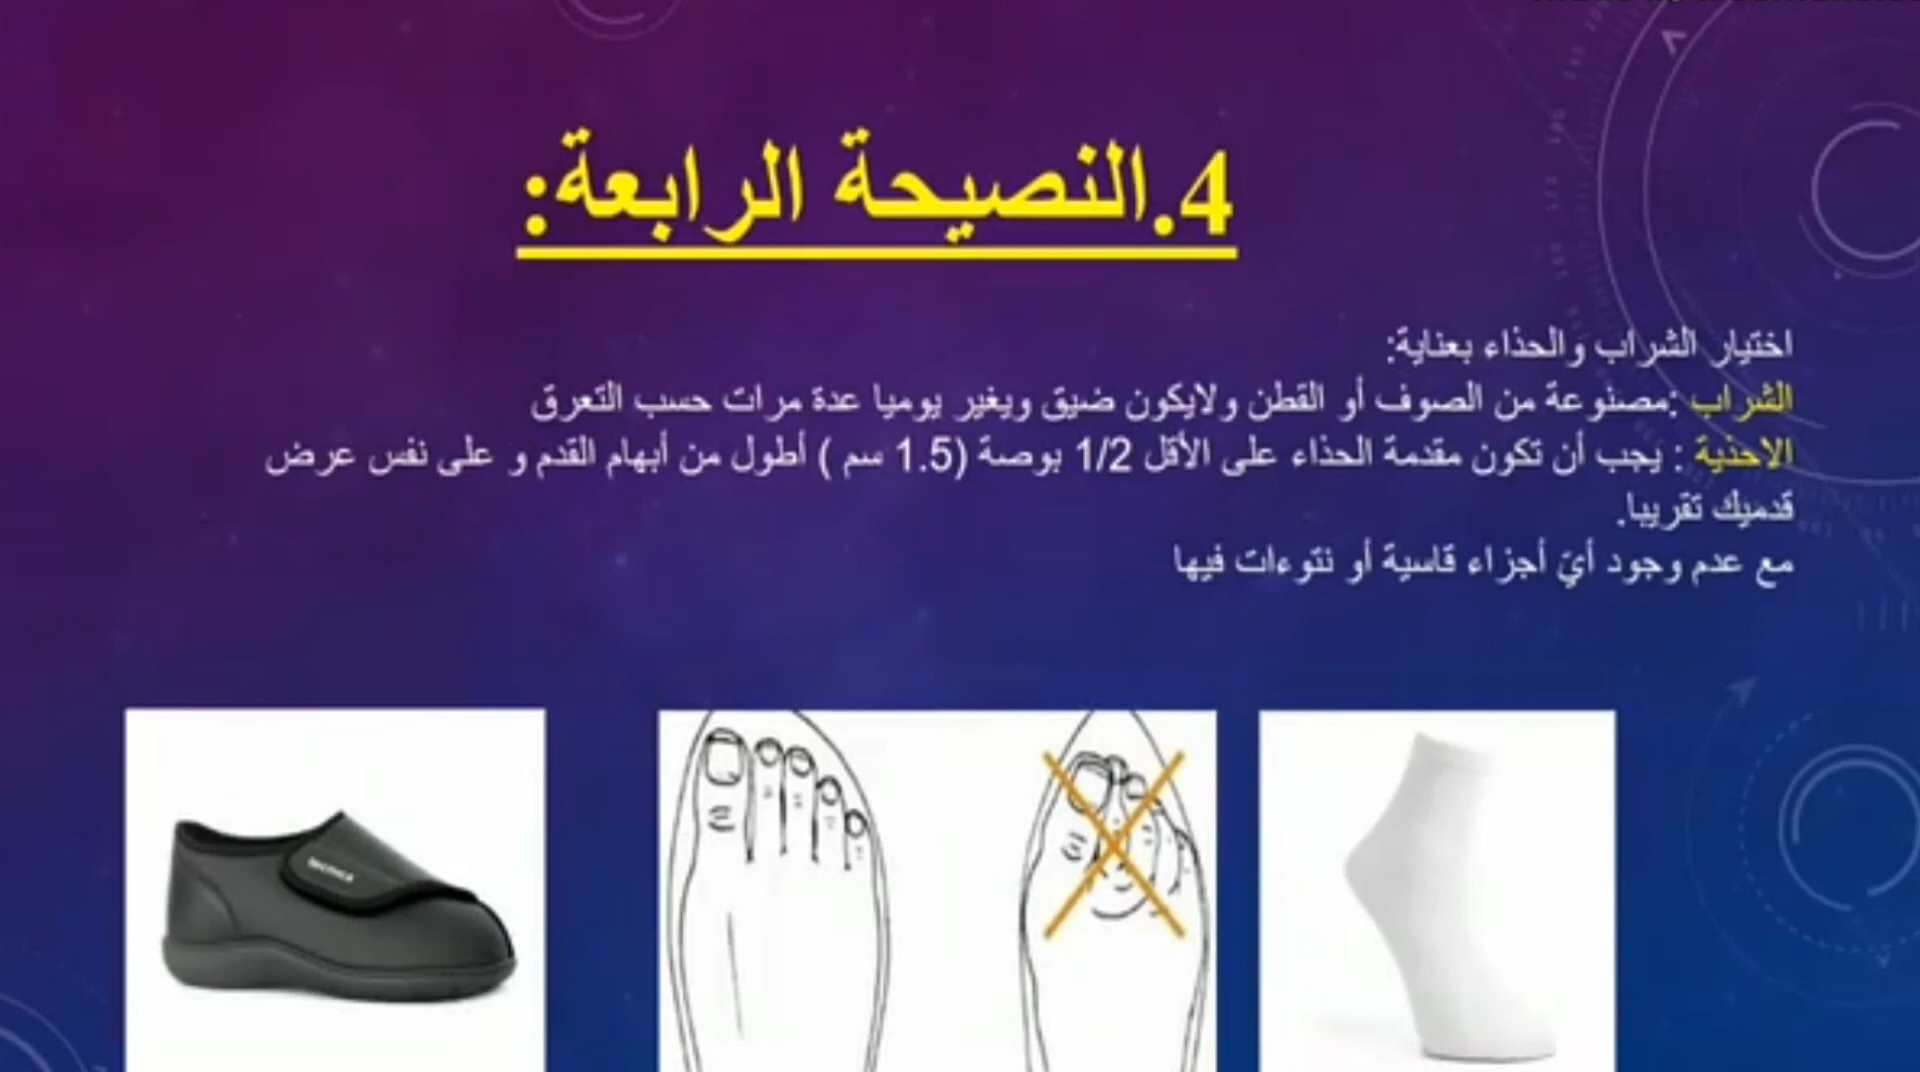 4.النصيحة الرابعة:
اختيار الشراب والحذاء بعناية:
الشراب :مصنوعة من الصوف أو القطن ولايكون ضيق ويغير يوميا عدة مرات حسب التعرق
الاحذية : يجب أن تكون مقدمة الحذاء على الأقل 1/2 بوصة (1.5 سم ) أطول من أبهام القدم و على نفس عرض
قدميك تقريبا.
مع عدم وجود أيّ أجزاء قاسية أو نتوءات فيها